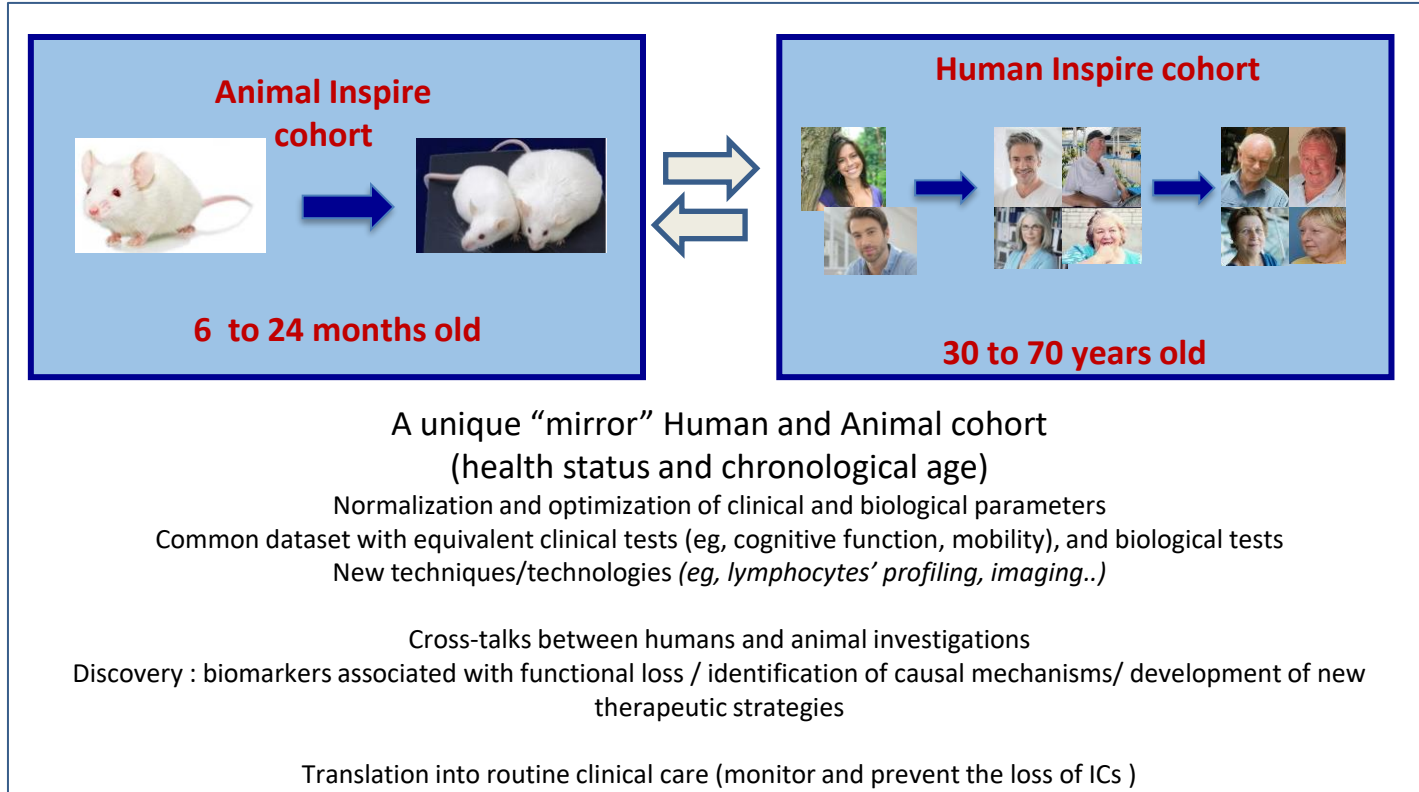 Animal Inspire
cohort
6 to 24 months old
Human Inspire cohort
30 to 70 years old
A unique “mirror” Human and Animal cohort
(health status and chronological age)
Normalization and optimization of clinical and biological parameters
Common dataset with equivalent clinical tests (eg, cognitive function, mobility), and biological tests
New techniques/technologies (eg, lymphocytes’ profiling, imaging..)
Cross-talks between humans and animal investigations
Discovery : biomarkers associated with functional loss / identification of causal mechanisms/ development of new
therapeutic strategies
Translation into routine clinical care (monitor and prevent the loss of ICs )